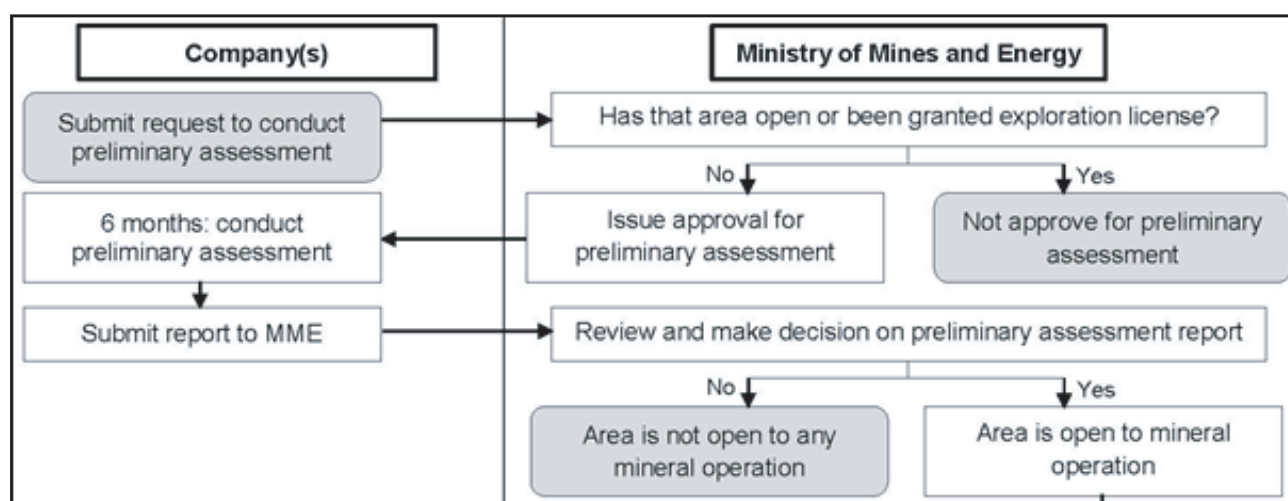 Company(s)
Ministry of Mines and Energy
Submit request to conduct
preliminary assessment
Has that area open or been granted exploration license?
No
Yes
6 months: conduct
preliminary assessment
Issue approval for
preliminary assessment
Not approve for preliminary
assessment
Submit report to MME
Review and make decision on preliminary assessment report
No
Yes
Area is not open to any
mineral operation
Area is open to mineral
operation